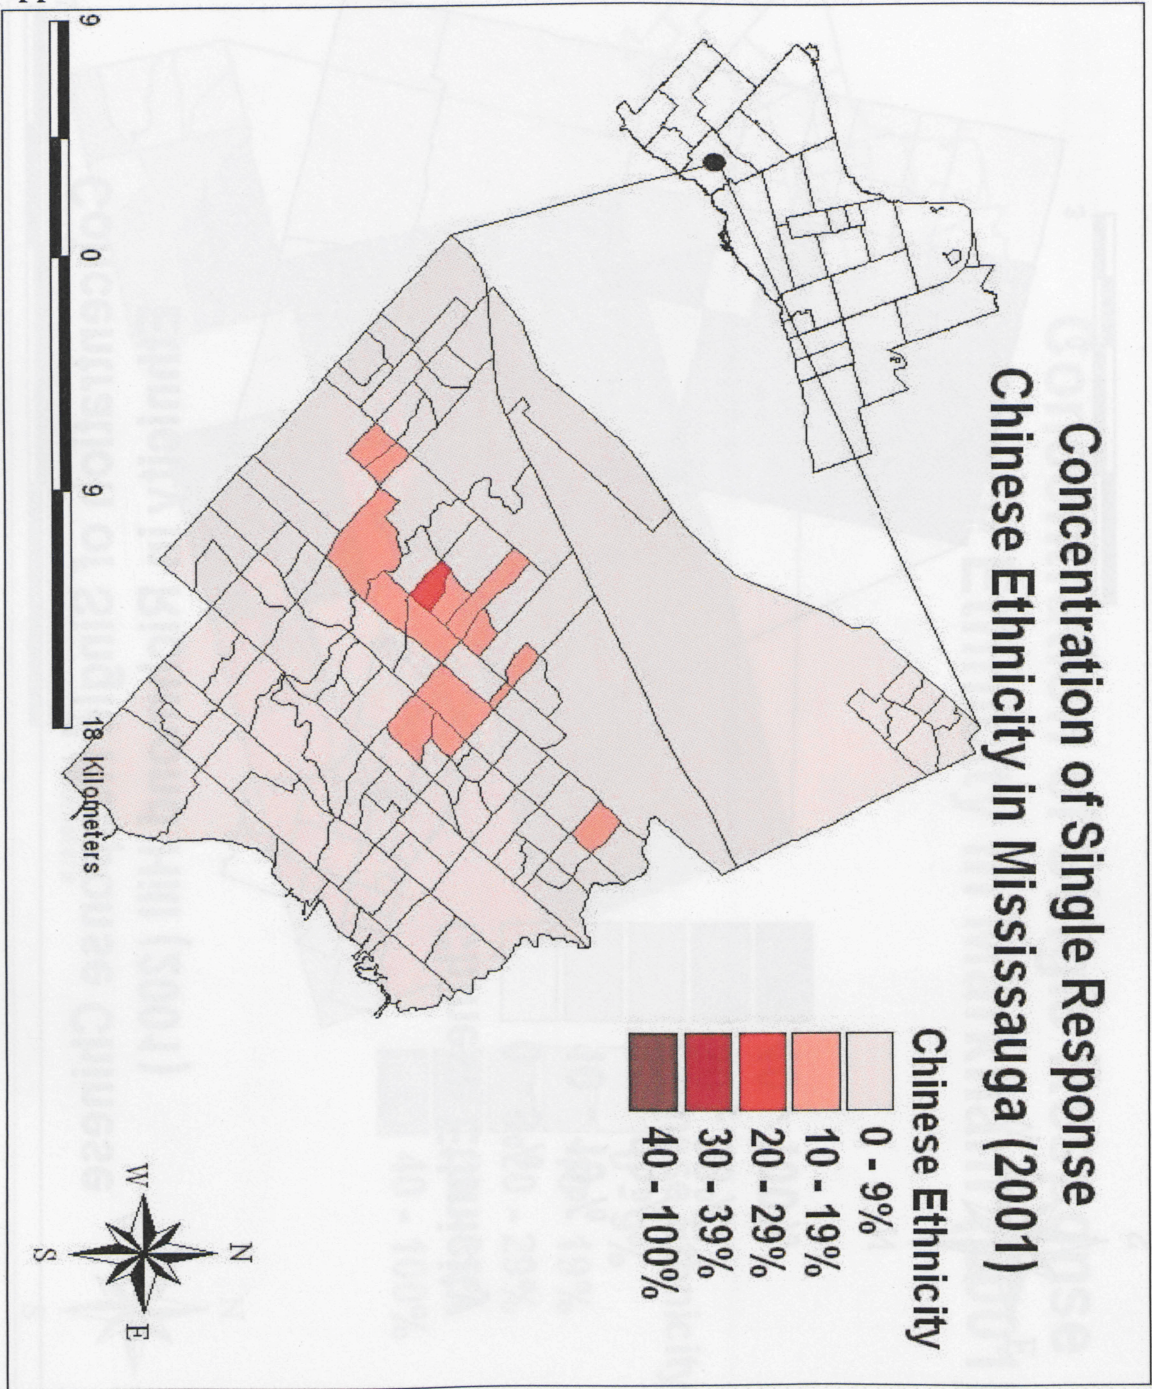 Concentration of Single Response
Chinese Ethnicity in Mississauga (2001)
Chinese Ethnicity
0 - 9%
10 - 19%
20 - 29%
30 - 39%
40 - 100%
9 0 9 18 Kilometers
N
W E
S